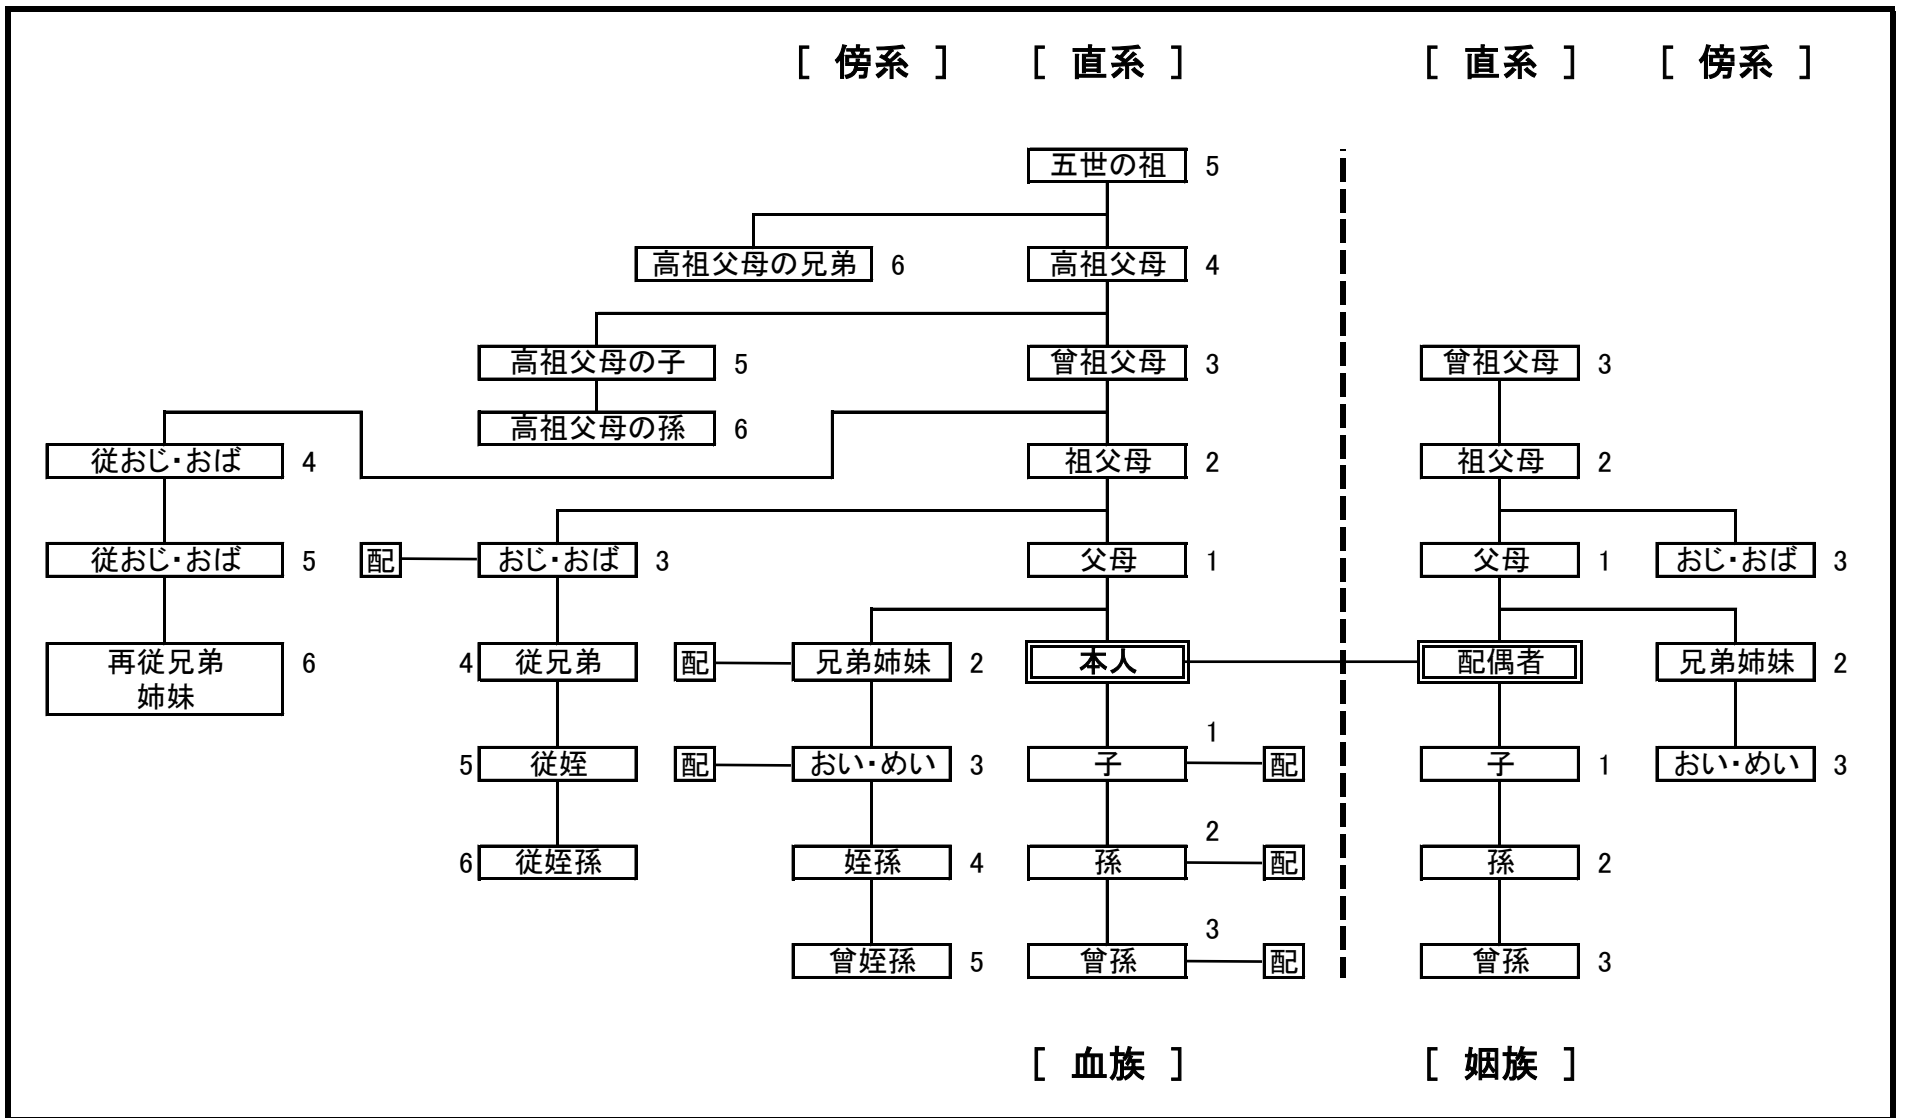 [ 傍系 ] [ 直系 ] [ 直系 ] [ 傍系 ]
五世の祖 5
高祖父母の兄弟 6 高祖父母 4
高祖父母の子 5 曾祖父母 3 曾祖父母 3
高祖父母の孫 6
従おじ・おば 4 祖父母 2 祖父母 2
従おじ・おば 5 配 おじ・おば 3 父母 1 父母 1 おじ・おば 3
再従兄弟 6 4 従兄弟 配 兄弟姉妹 2 本人 配偶者 兄弟姉妹 2
姉妹
1
5 従姪 配 おい・めい 3 子 配 子 1 おい・めい 3
2
6 従姪孫 姪孫 4 孫 配 孫 2
3
曾姪孫 5 曾孫 配 曾孫 3
[ 血族 ] [ 姻族 ]